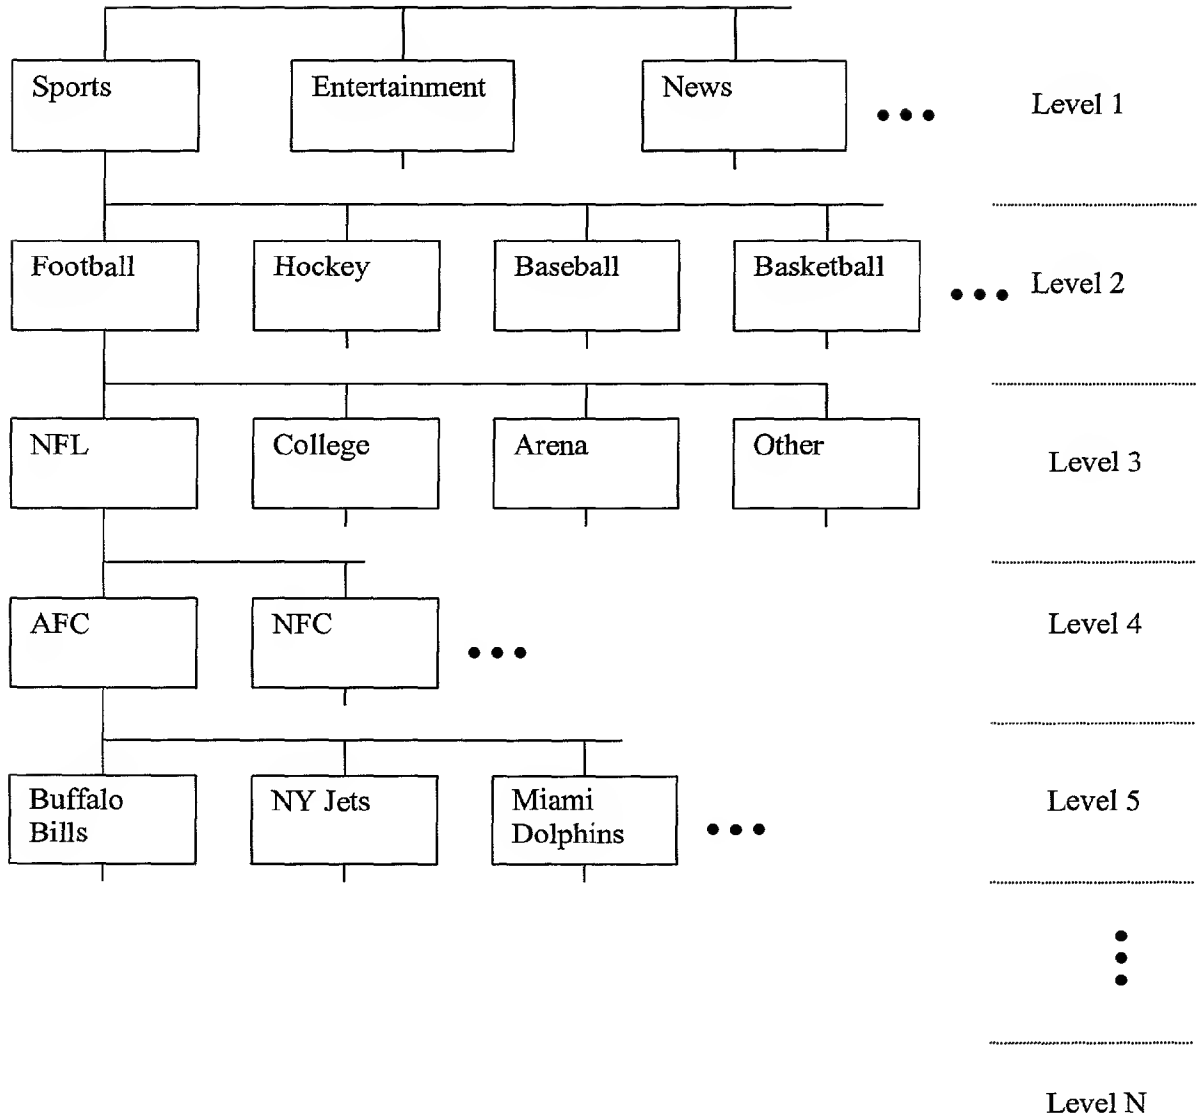 Sports
Entertainment
News
Level 1
Football
Hockey
Baseball
Basketball
Level 2
NFL
College
Arena
Other
Level 3
AFC
NFC
Level 4
Buffalo
Bills
NY Jets
Miami
Dolphins
Level 5
Level N